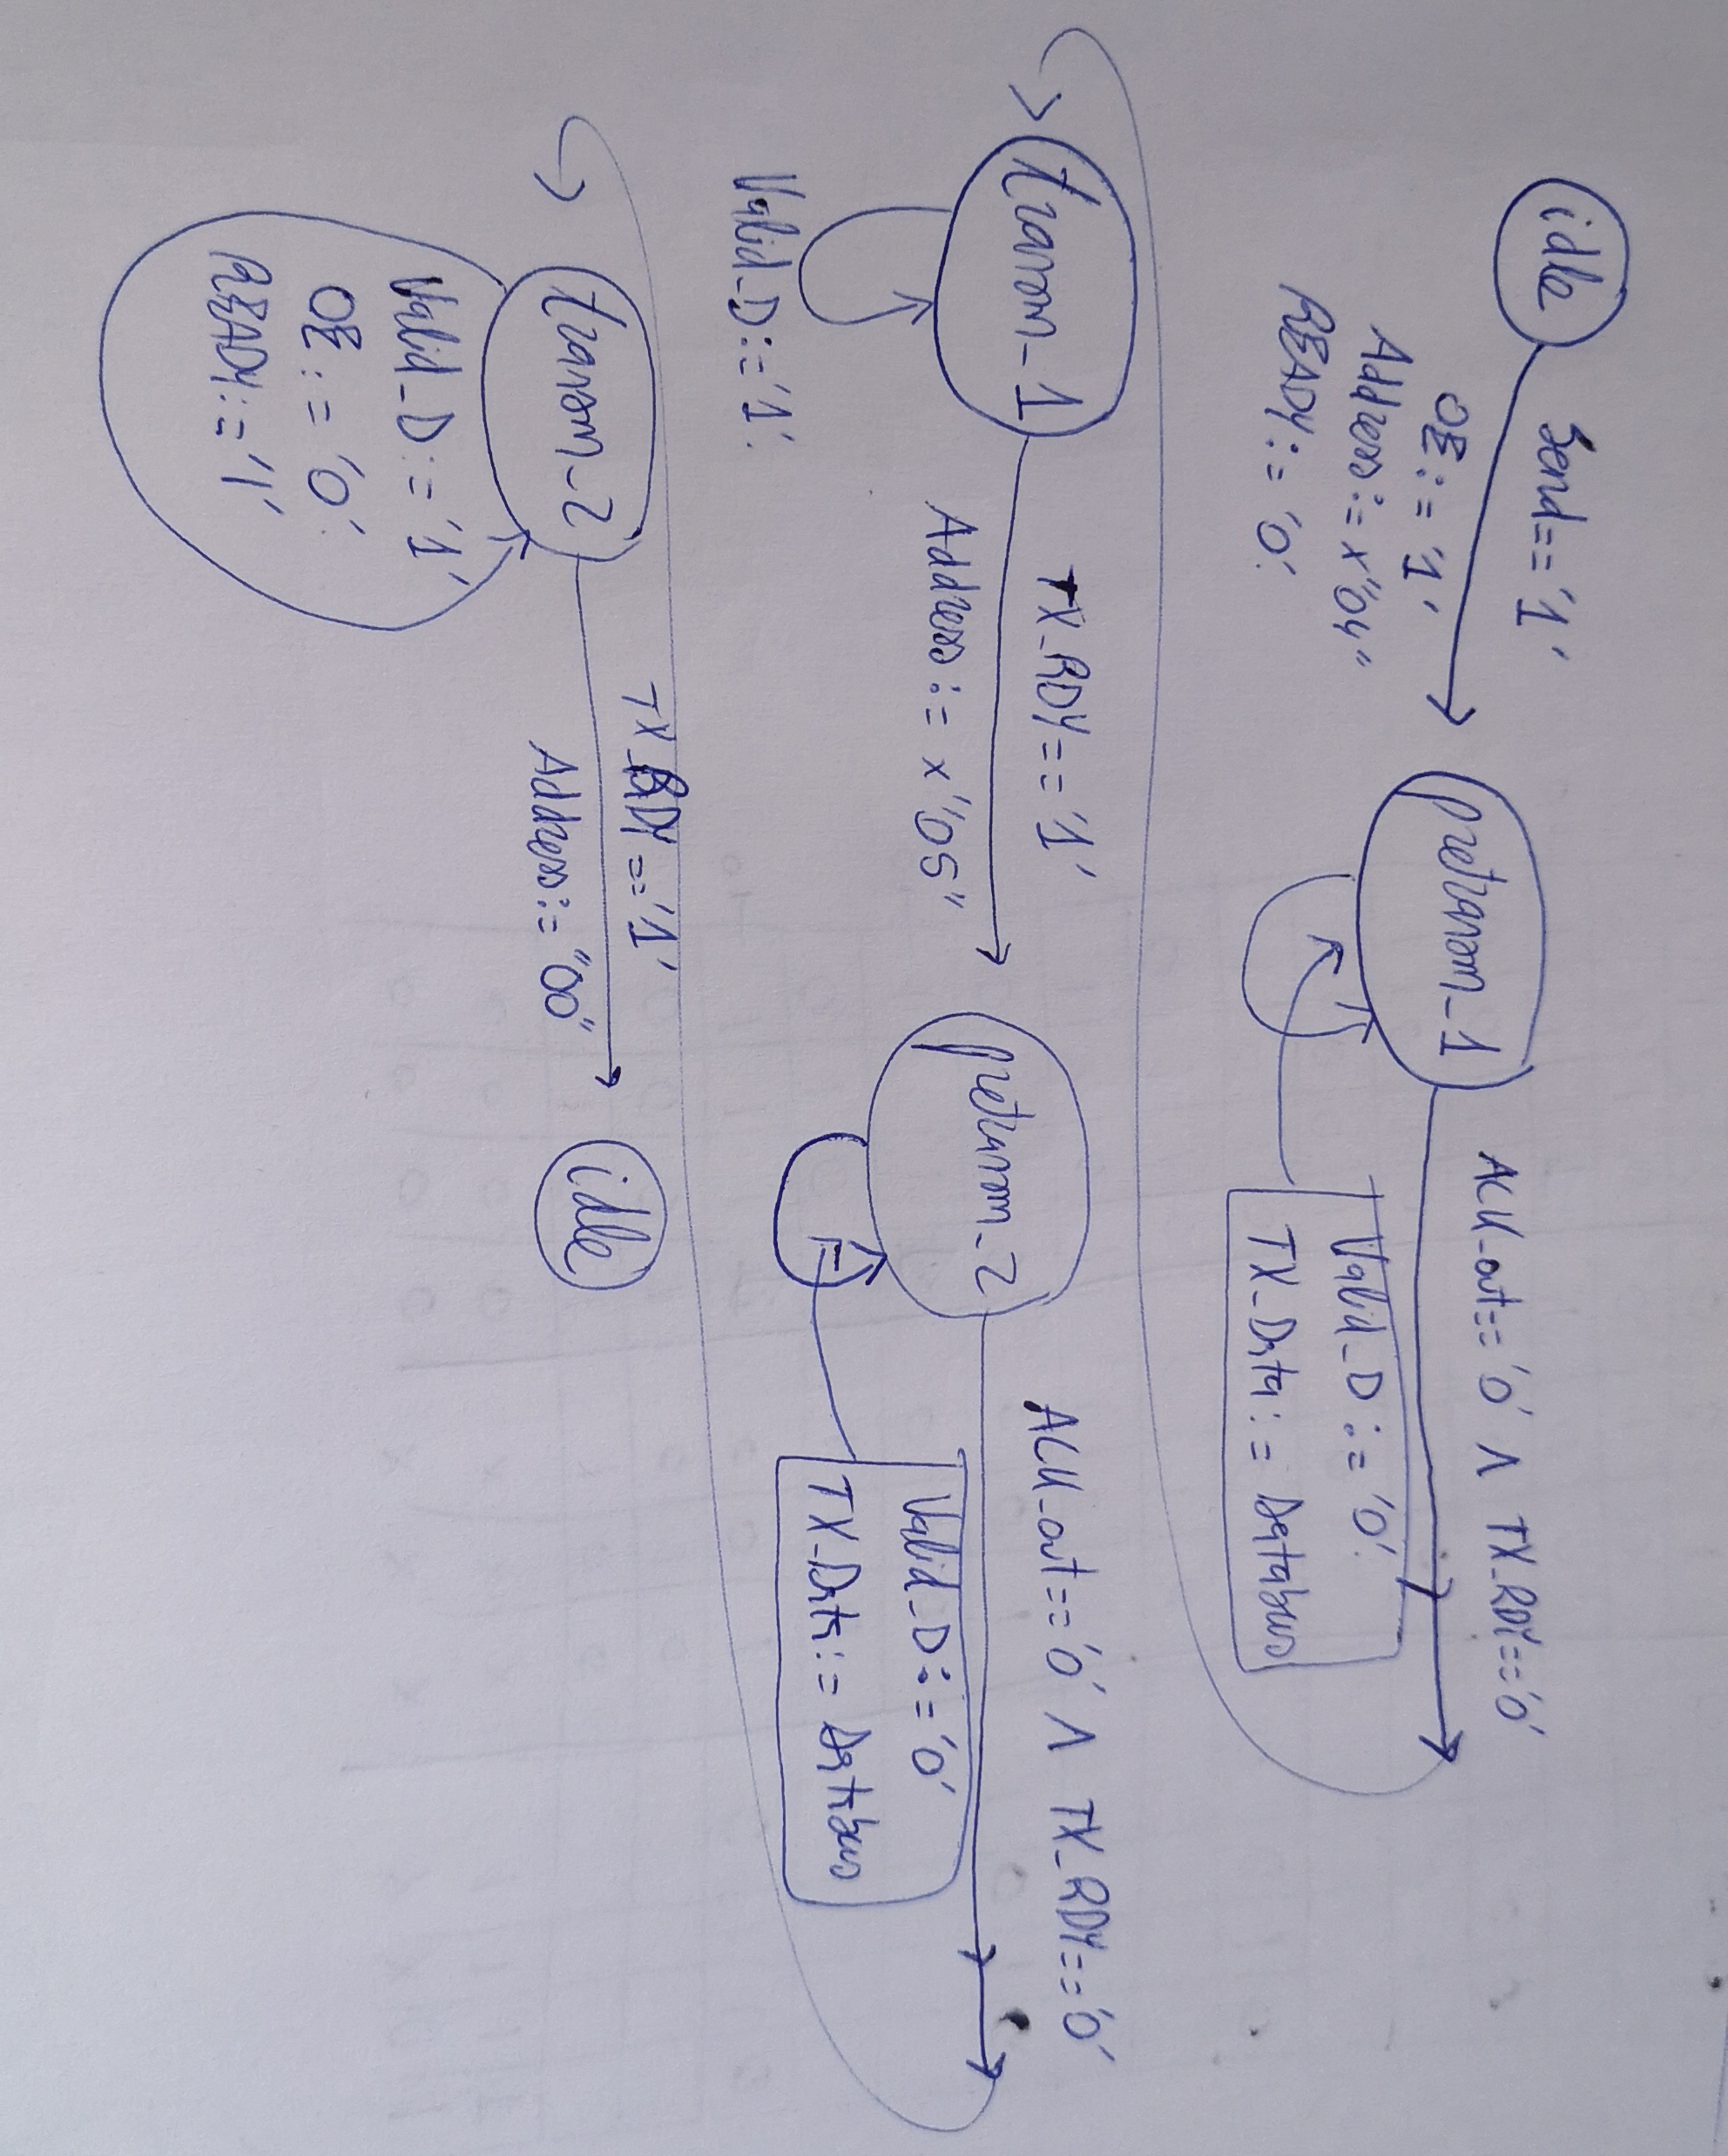 idle
Send=='1'
OE:='1'
Address:=x"04"
READY:='0'.
pretransm_1
ACK_out=='0' ∧ TX_RDY=='0'
Valid_D:='0'.
TX_Data:= Databus
transm_1
TX_RDY=='1'
Address:= x"05"
Valid_D:='1'.
pretransm_2
ACK_out=='0' ∧ TX_RDY=='0'
Valid_D:='0'
TX_Data:= Databus
transm_2
TX_RDY=='1'
Address:="00"
idle
Valid_D:='1'
OE:='0'.
READY:='1'